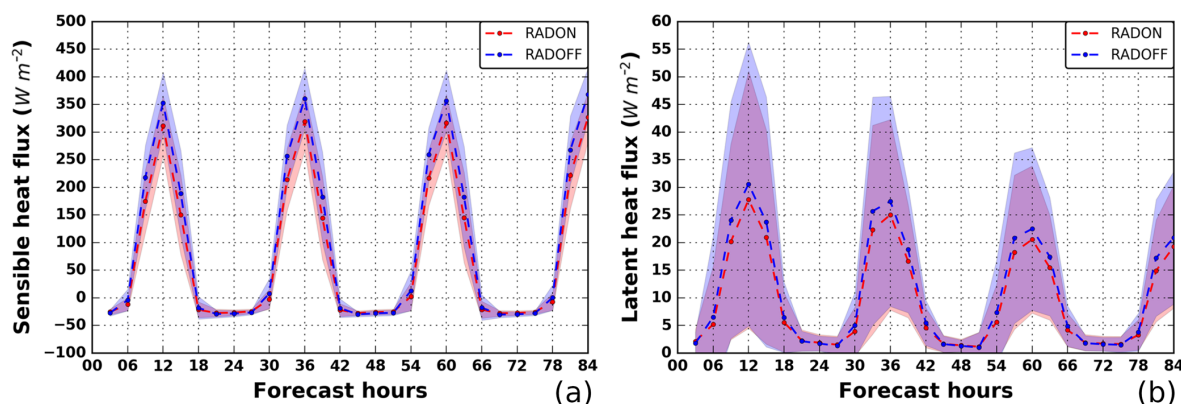 Sensible heat flux (W m⁻²)
550
500
450
400
350
300
250
200
150
100
50
0
−50
−100
00 06 12 18 24 30 36 42 48 54 60 66 72 78 84
Forecast hours
(a)
RADON
RADOFF
Latent heat flux (W m⁻²)
60
55
50
45
40
35
30
25
20
15
10
5
0
00 06 12 18 24 30 36 42 48 54 60 66 72 78 84
Forecast hours
(b)
RADON
RADOFF